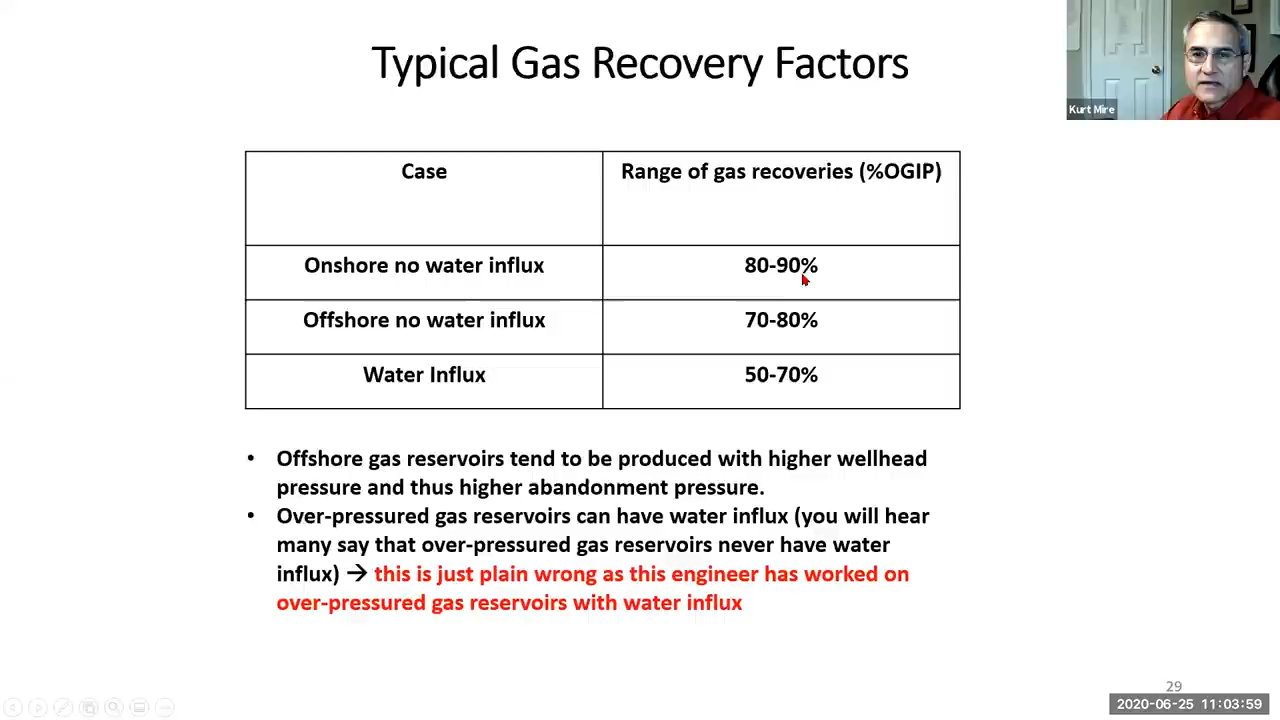 Typical Gas Recovery Factors
Kurt Mire
Case
Range of gas recoveries (%OGIP)
Onshore no water influx
80-90%
Offshore no water influx
70-80%
Water Influx
50-70%
• Offshore gas reservoirs tend to be produced with higher wellhead
pressure and thus higher abandonment pressure.
• Over-pressured gas reservoirs can have water influx (you will hear
many say that over-pressured gas reservoirs never have water
influx) → this is just plain wrong as this engineer has worked on
over-pressured gas reservoirs with water influx
29
2020-06-25 11:03:59